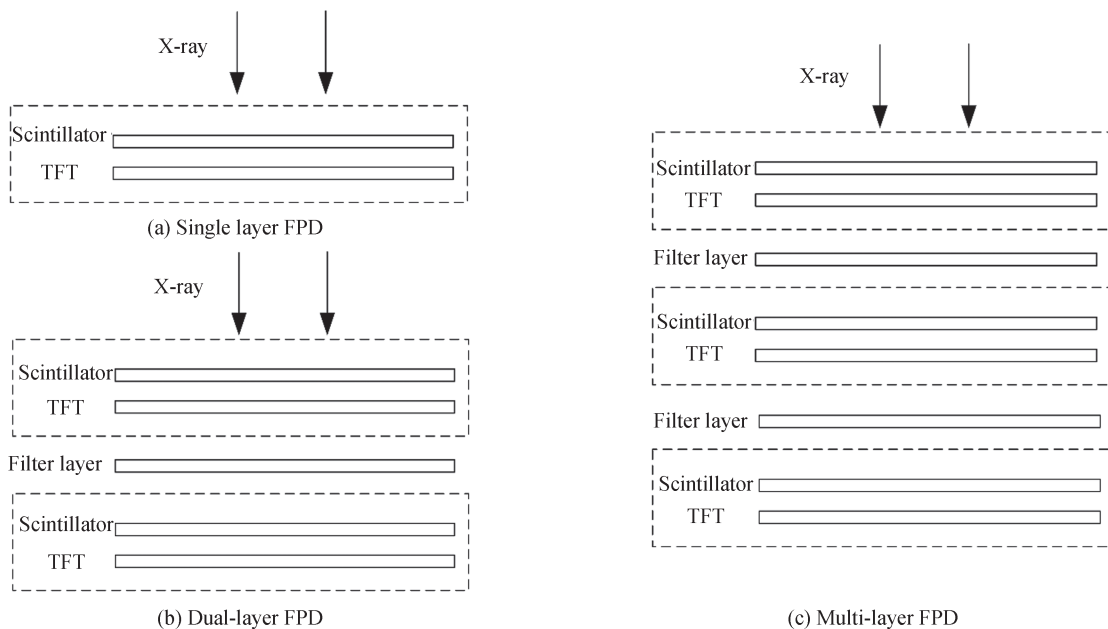 X-ray
Scintillator
TFT
(a) Single layer FPD
X-ray
Scintillator
TFT
Filter layer
Scintillator
TFT
(b) Dual-layer FPD
X-ray
Scintillator
TFT
Filter layer
Scintillator
TFT
Filter layer
Scintillator
TFT
(c) Multi-layer FPD